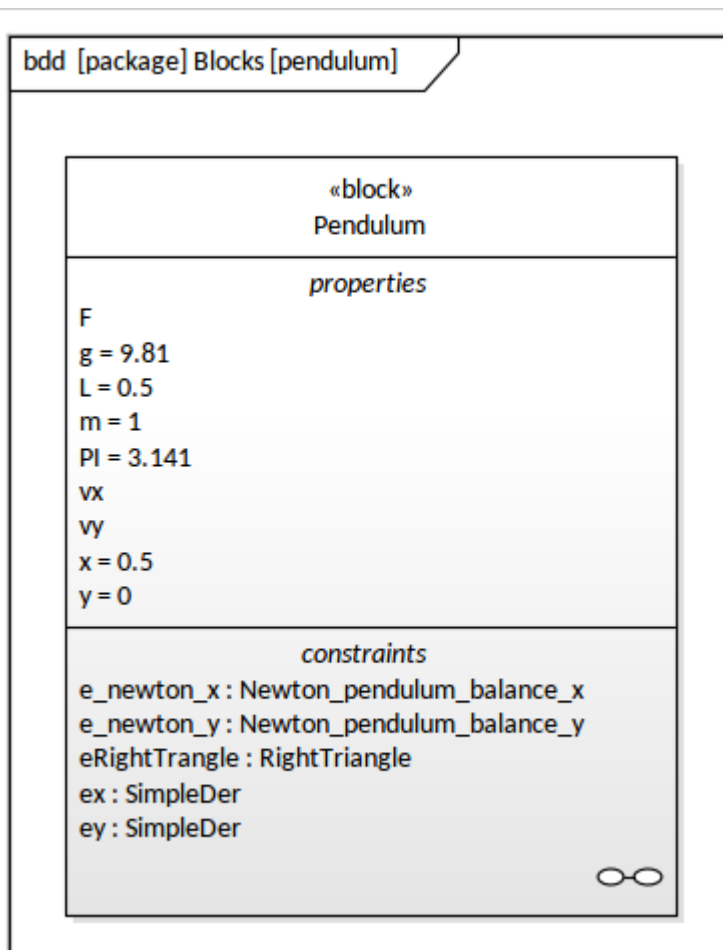 bdd [package] Blocks [pendulum]
«block»
Pendulum
properties
F
g = 9.81
L = 0.5
m = 1
PI = 3.141
vx
vy
x = 0.5
y = 0
constraints
e_newton_x : Newton_pendulum_balance_x
e_newton_y : Newton_pendulum_balance_y
eRightTrangle : RightTriangle
ex : SimpleDer
ey : SimpleDer